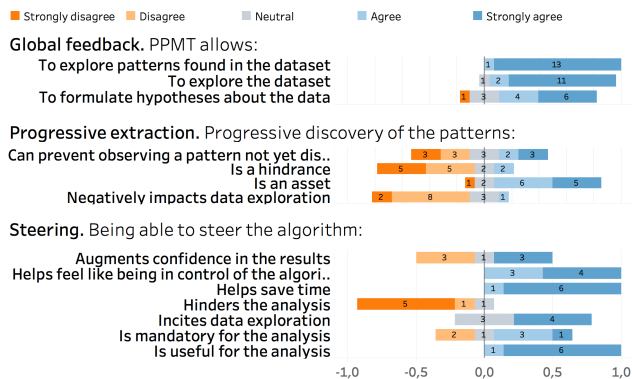 Strongly disagree Disagree Neutral Agree Strongly agree
Global feedback. PPMT allows:
To explore patterns found in the dataset 1 13
To explore the dataset 1 2 11
To formulate hypotheses about the data 1 3 4 6
Progressive extraction. Progressive discovery of the patterns:
Can prevent observing a pattern not yet dis.. 3 3 3 2 3
Is a hindrance 5 5 2 2
Is an asset 1 2 6 5
Negatively impacts data exploration 2 8 3 1
Steering. Being able to steer the algorithm:
Augments confidence in the results 3 1 3
Helps feel like being in control of the algori.. 3 4
Helps save time 1 6
Hinders the analysis 5 1 1
Incites data exploration 3 4
Is mandatory for the analysis 2 1 3 1
Is useful for the analysis 1 6
-1,0 -0,5 0,0 0,5 1,0